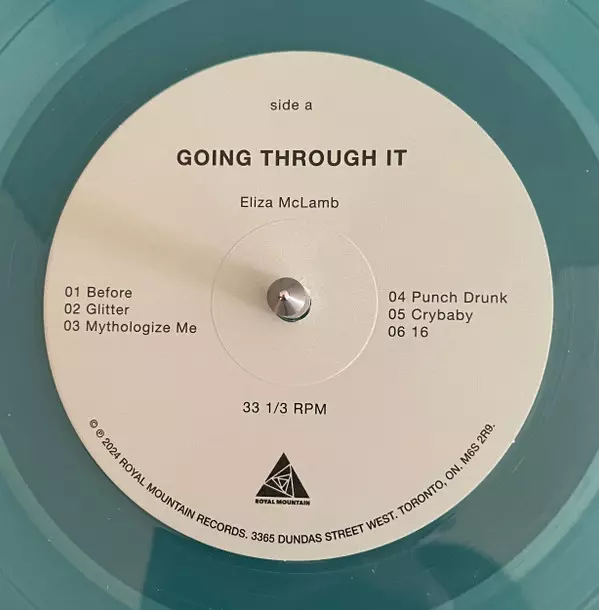 side a
GOING THROUGH IT
Eliza McLamb
01 Before
02 Glitter
03 Mythologize Me
04 Punch Drunk
05 Crybaby
06 16
33 1/3 RPM
ROYAL MOUNTAIN
© ℗ 2024 ROYAL MOUNTAIN RECORDS. 3365 DUNDAS STREET WEST. TORONTO, ON. M6S 2R9.